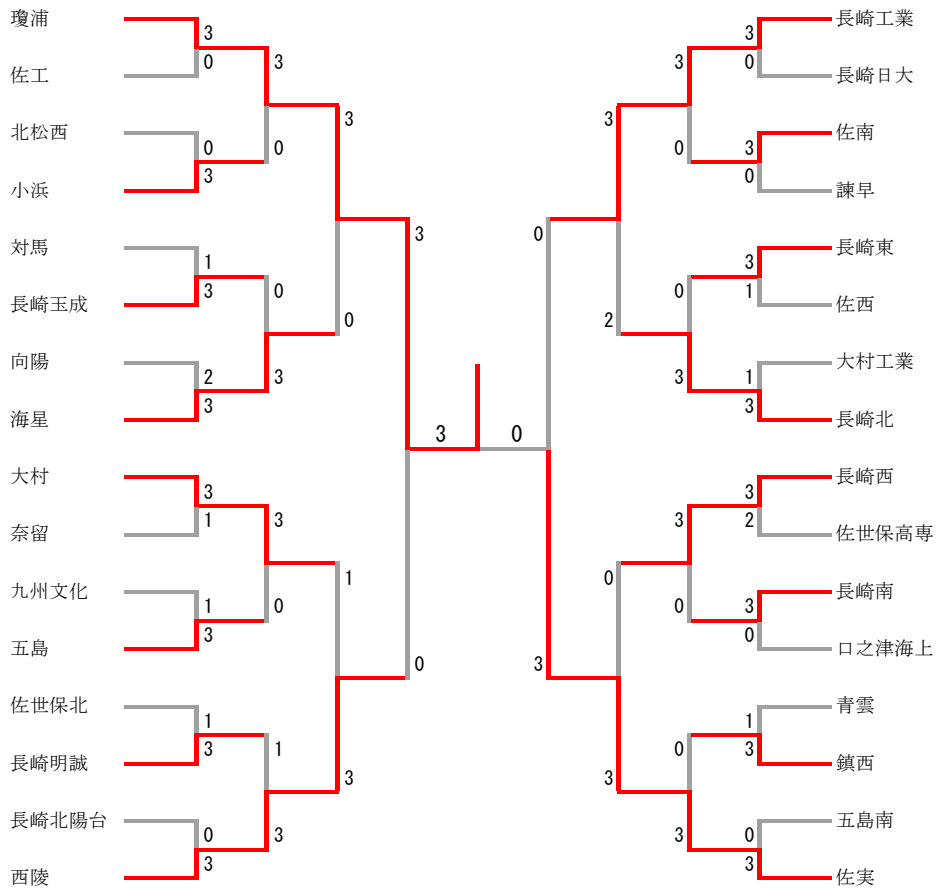 瓊浦
佐工
北松西
小浜
対馬
長崎玉成
向陽
海星
大村
奈留
九州文化
五島
佐世保北
長崎明誠
長崎北陽台
西陵
3
0
0
3
1
3
2
3
3
1
1
3
1
3
0
3
3
0
0
3
3
0
1
3
3
0
1
3
3
0
3 0
0
3
3
2
0
3
3
0
0
3
3
0
0
3
3
0
3
0
3
1
1
3
3
2
3
0
1
3
0
3
長崎工業
長崎日大
佐南
諫早
長崎東
佐西
大村工業
長崎北
長崎西
佐世保高専
長崎南
口之津海上
青雲
鎮西
五島南
佐実